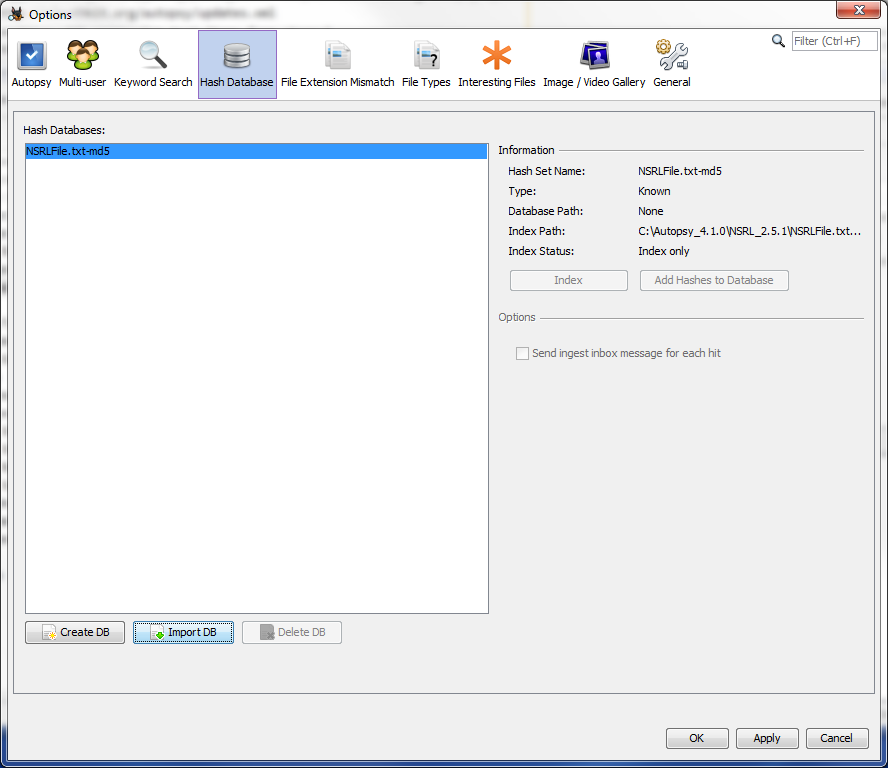 Options
Autopsy Multi-user Keyword Search Hash Database File Extension Mismatch File Types Interesting Files Image / Video Gallery General
Filter (Ctrl+F)
Hash Databases:
NSRLFile.txt-md5
Information
Hash Set Name: NSRLFile.txt-md5
Type: Known
Database Path: None
Index Path: C:\Autopsy_4.1.0\NSRL_2.5.1\NSRLFile.txt...
Index Status: Index only
Index Add Hashes to Database
Options
Send ingest inbox message for each hit
Create DB Import DB Delete DB
OK Apply Cancel